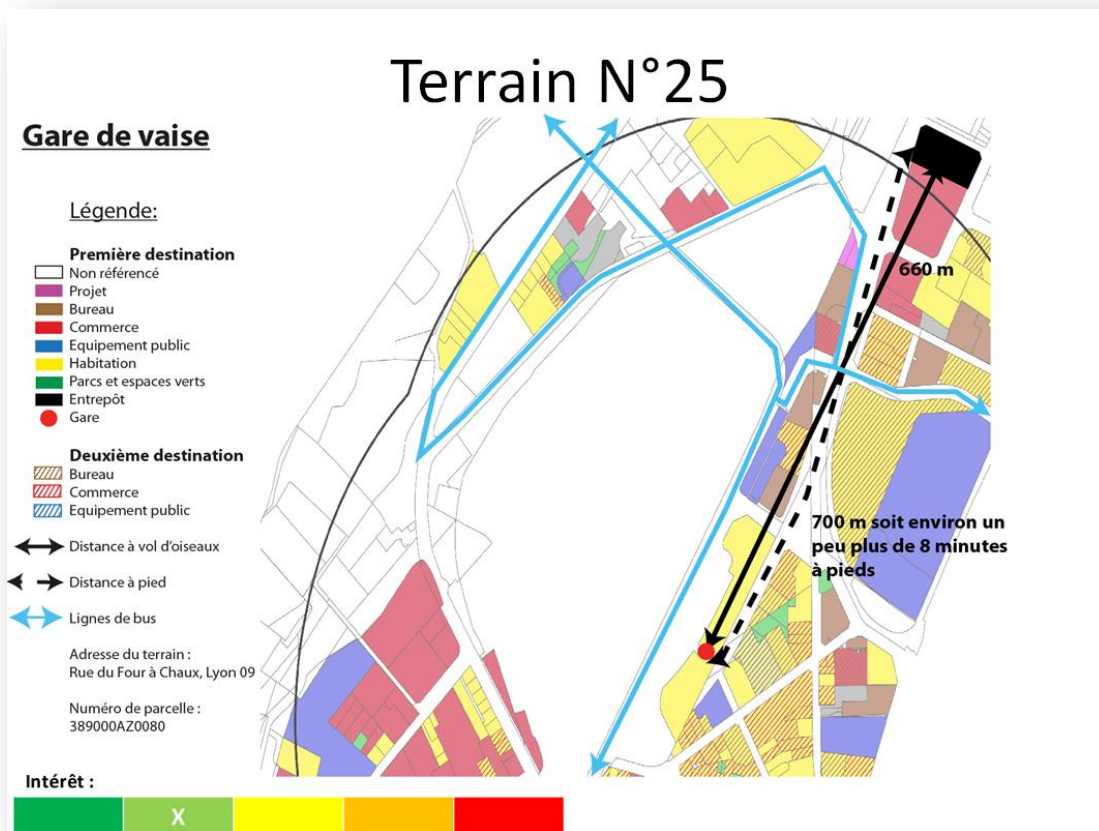 Terrain N°25
Gare de vaise
Légende:
Première destination
Non référencé
Projet
Bureau
Commerce
Equipement public
Habitation
Parcs et espaces verts
Entrepôt
Gare
Deuxième destination
Bureau
Commerce
Equipement public
Distance à vol d'oiseaux
Distance à pied
Lignes de bus
Adresse du terrain :
Rue du Four à Chaux, Lyon 09
Numéro de parcelle :
389000AZ0080
660 m
700 m soit environ un
peu plus de 8 minutes
à pieds
Intérêt :
X